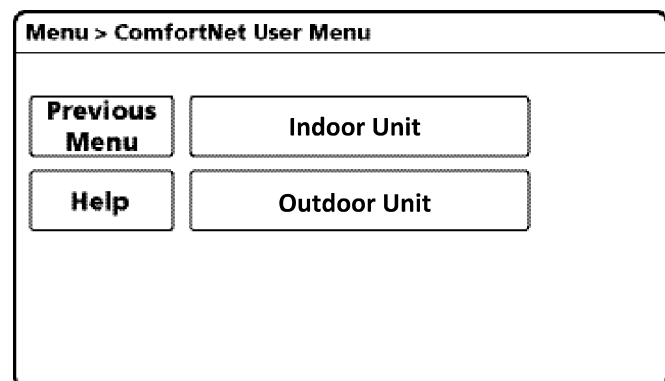 Menu > ComfortNet User Menu
Previous
Menu
Indoor Unit
Help
Outdoor Unit